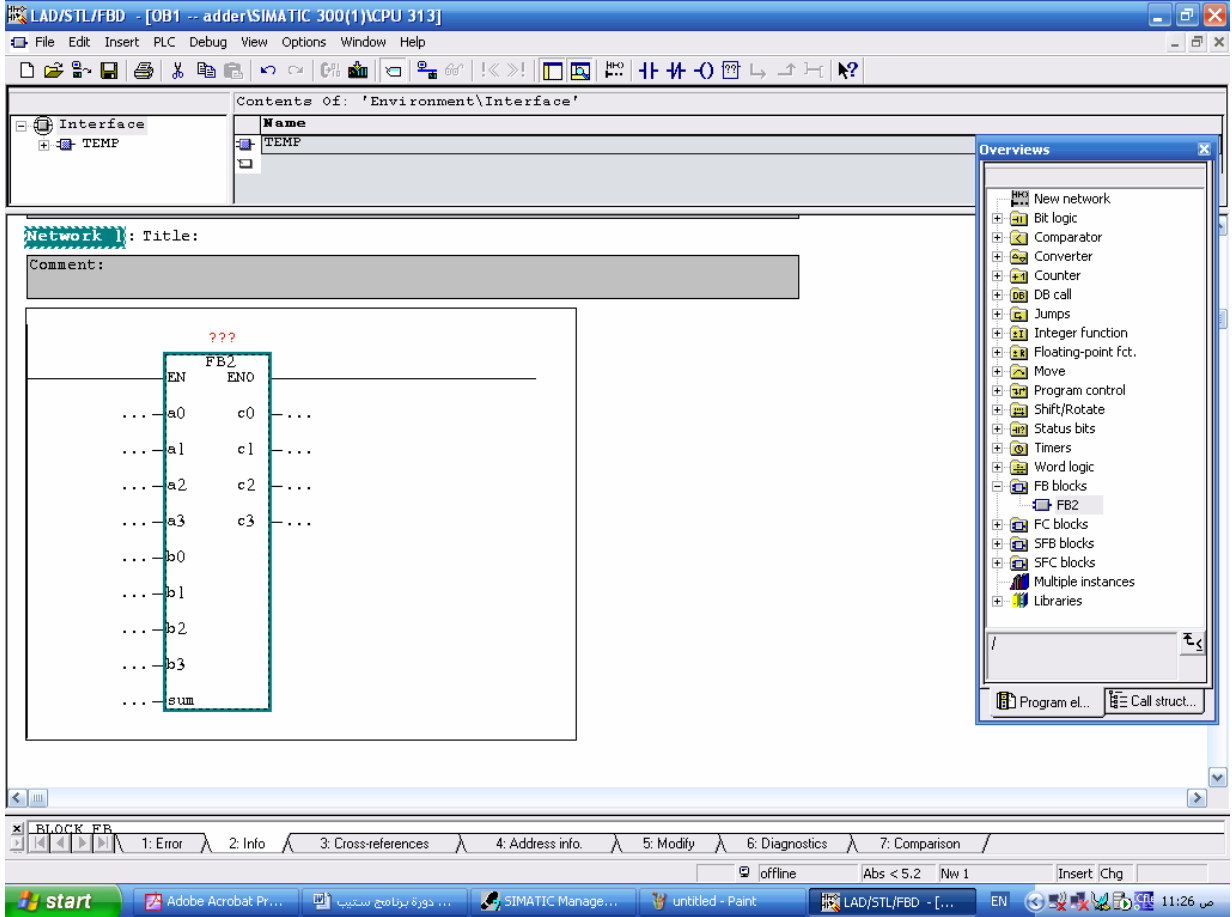 LAD/STL/FBD - [OB1 -- adder\SIMATIC 300(1)\CPU 313]
File Edit Insert PLC Debug View Options Window Help
Contents Of: 'Environment\Interface'
Interface
TEMP
Name
TEMP
Overviews
New network
Bit logic
Comparator
Converter
Counter
DB call
Jumps
Integer function
Floating-point fct.
Move
Program control
Shift/Rotate
Status bits
Timers
Word logic
FB blocks
FB2
FC blocks
SFB blocks
SFC blocks
Multiple instances
Libraries
/
Program el...
Call struct...
Network 1: Title:
Comment:
???
FB2
EN ENO
... a0 c0 ...
... a1 c1 ...
... a2 c2 ...
... a3 c3 ...
... b0
... b1
... b2
... b3
... sum
BLOCK FB
1: Error 2: Info 3: Cross-references 4: Address info. 5: Modify 6: Diagnostics 7: Comparison
offline Abs < 5.2 Nw 1 Insert Chg
start Adobe Acrobat Pr... دورة برنامج ستيب ... SIMATIC Manage... untitled - Paint LAD/STL/FBD - [... EN 11:26 ص